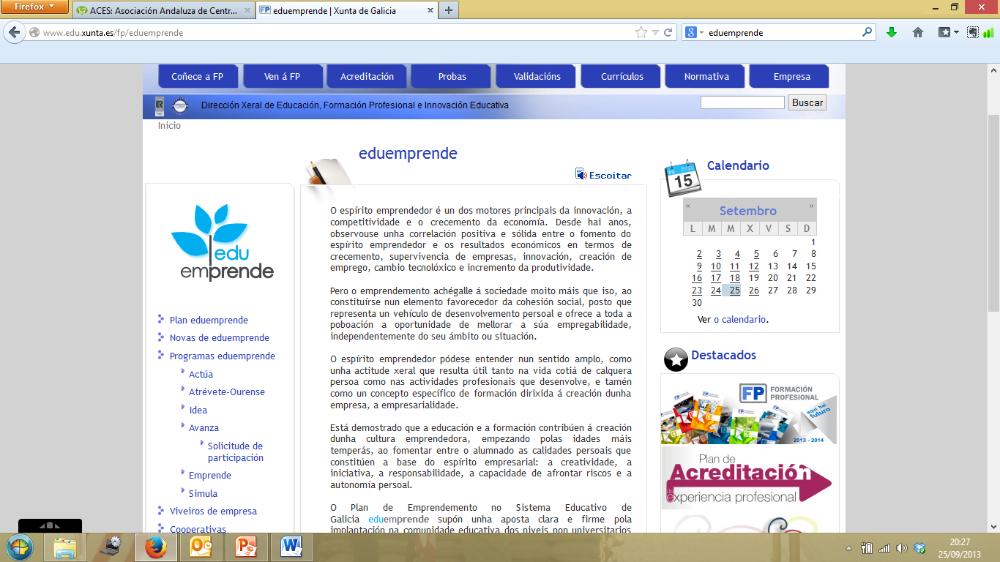 Firefox
ACES: Asociación Andaluza de Centr...
eduemprende | Xunta de Galicia
www.edu.xunta.es/fp/eduemprende
eduemprende
Coñece a FP
Ven á FP
Acreditación
Probas
Validacións
Currículos
Normativa
Empresa
Dirección Xeral de Educación, Formación Profesional e Innovación Educativa
Buscar
Inicio
eduemprende
Escoitar
edu
emprende
Plan eduemprende
Novas de eduemprende
Programas eduemprende
Actúa
Atrévete-Ourense
Idea
Avanza
Solicitude de
participación
Emprende
Simula
Viveiros de empresa
Cooperativas
O espírito emprendedor é un dos motores principais da innovación, a
competitividade e o crecemento da economía. Desde hai anos,
observouse unha correlación positiva e sólida entre o fomento do
espírito emprendedor e os resultados económicos en termos de
crecemento, supervivencia de empresas, innovación, creación de
emprego, cambio tecnolóxico e incremento da produtividade.
Pero o emprendemento achégalle á sociedade moito máis que iso, ao
constituírse nun elemento favorecedor da cohesión social, posto que
representa un vehículo de desenvolvemento persoal e ofrece a toda a
poboación a oportunidade de mellorar a súa empregabilidade,
independentemente do seu ámbito ou situación.
O espírito emprendedor pódese entender nun sentido amplo, como
unha actitude xeral que resulta útil tanto na vida cotiá de calquera
persoa como nas actividades profesionais que desenvolve, e tamén
como un concepto específico de formación dirixida á creación dunha
empresa, a empresarialidade.
Está demostrado que a educación e a formación contribúen á creación
dunha cultura emprendedora, empezando polas idades máis
temperás, ao fomentar entre o alumnado as calidades persoais que
constitúen a base do espírito empresarial: a creatividade, a
iniciativa, a responsabilidade, a capacidade de afrontar riscos e a
autonomía persoal.
O Plan de Emprendemento no Sistema Educativo de
Galicia eduemprende supón unha aposta clara e firme pola
implantación na comunidade educativa dos niveis non universitarios
15
Calendario
« Setembro »
L M M X V S D
1
2 3 4 5 6 7 8
9 10 11 12 13 14 15
16 17 18 19 20 21 22
23 24 25 26 27 28 29
30
Ver o calendario.
Destacados
FP FORMACIÓN
PROFESIONAL
aquí hai
futuro
2013 - 2014
Plan de
Acreditación
da
experiencia profesional
20:27
25/09/2013